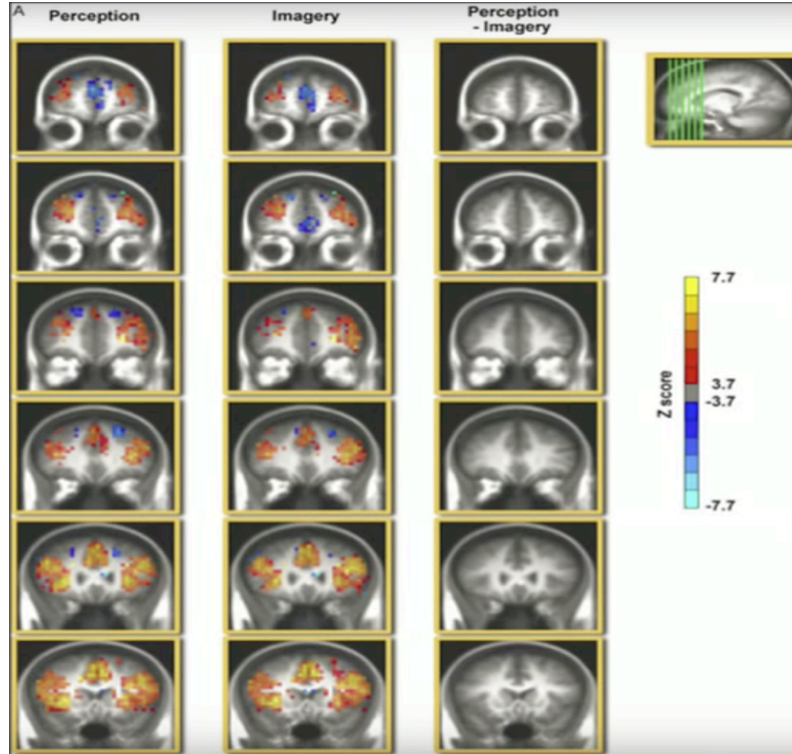 A
Perception
Imagery
Perception
- Imagery
7.7
3.7
-3.7
-7.7
Z score